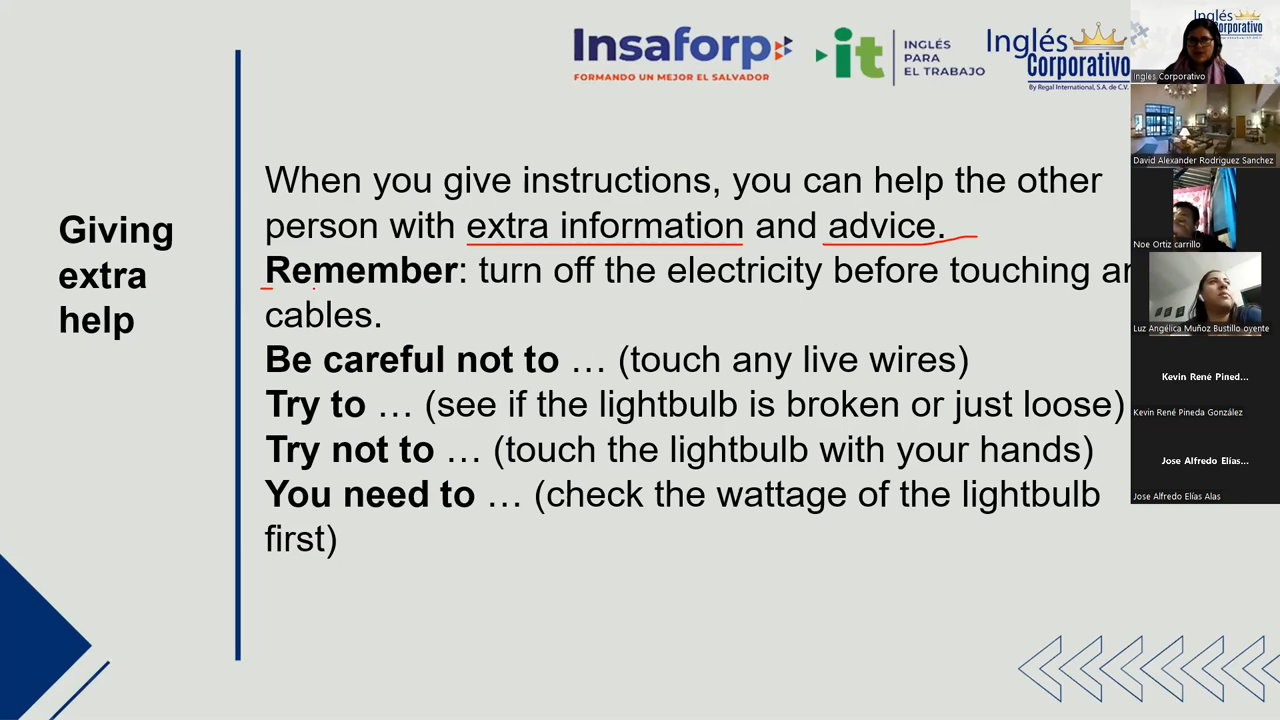 Insaforp
FORMANDO UN MEJOR EL SALVADOR
it
INGLÉS
PARA
EL TRABAJO
Inglés
Corporativo
By Regal International, S.A. de C.V.
Giving
extra
help
When you give instructions, you can help the other
person with extra information and advice.
Remember: turn off the electricity before touching
cables.
Be careful not to … (touch any live wires)
Try to … (see if the lightbulb is broken or just loose)
Try not to … (touch the lightbulb with your hands)
You need to … (check the wattage of the lightbulb
first)
Inglés
Corporativo
Ingles Corporativo
David Alexander Rodriguez Sanchez
Noe Ortiz carrillo
Luz Angélica Muñoz Bustillo oyente
Kevin René Pined...
Kevin René Pineda González
Jose Alfredo Elías...
Jose Alfredo Elías Alas